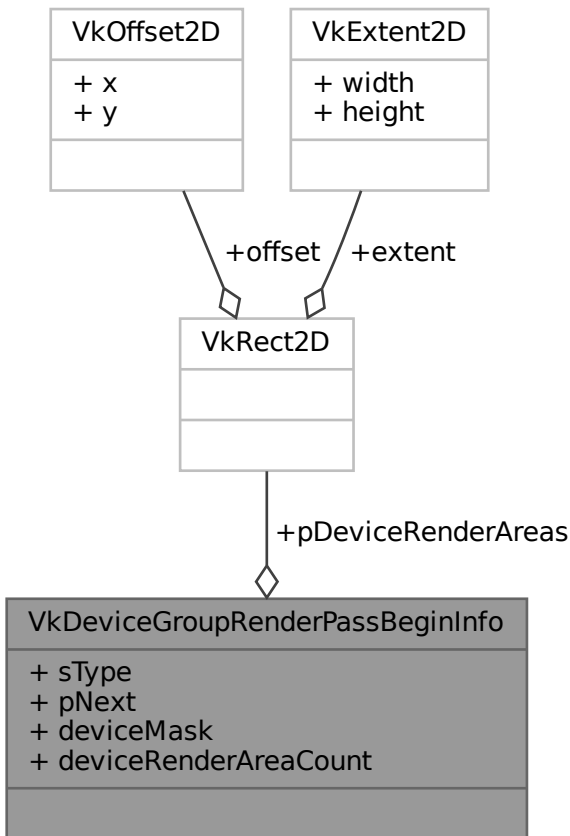 VkOffset2D
+ x
+ y
VkExtent2D
+ width
+ height
+offset
+extent
VkRect2D
+pDeviceRenderAreas
VkDeviceGroupRenderPassBeginInfo
+ sType
+ pNext
+ deviceMask
+ deviceRenderAreaCount